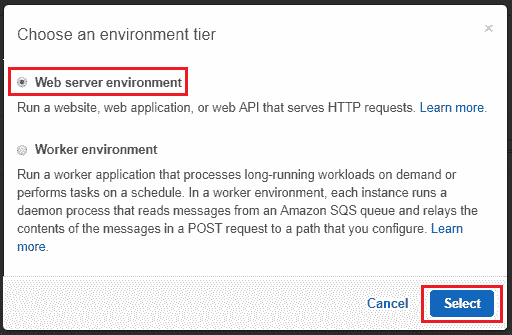 Choose an environment tier
×
Web server environment
Run a website, web application, or web API that serves HTTP requests. Learn more.
Worker environment
Run a worker application that processes long-running workloads on demand or
performs tasks on a schedule. In a worker environment, each instance runs a
daemon process that reads messages from an Amazon SQS queue and relays the
contents of the messages in a POST request to a path that you configure. Learn
more.
Cancel Select